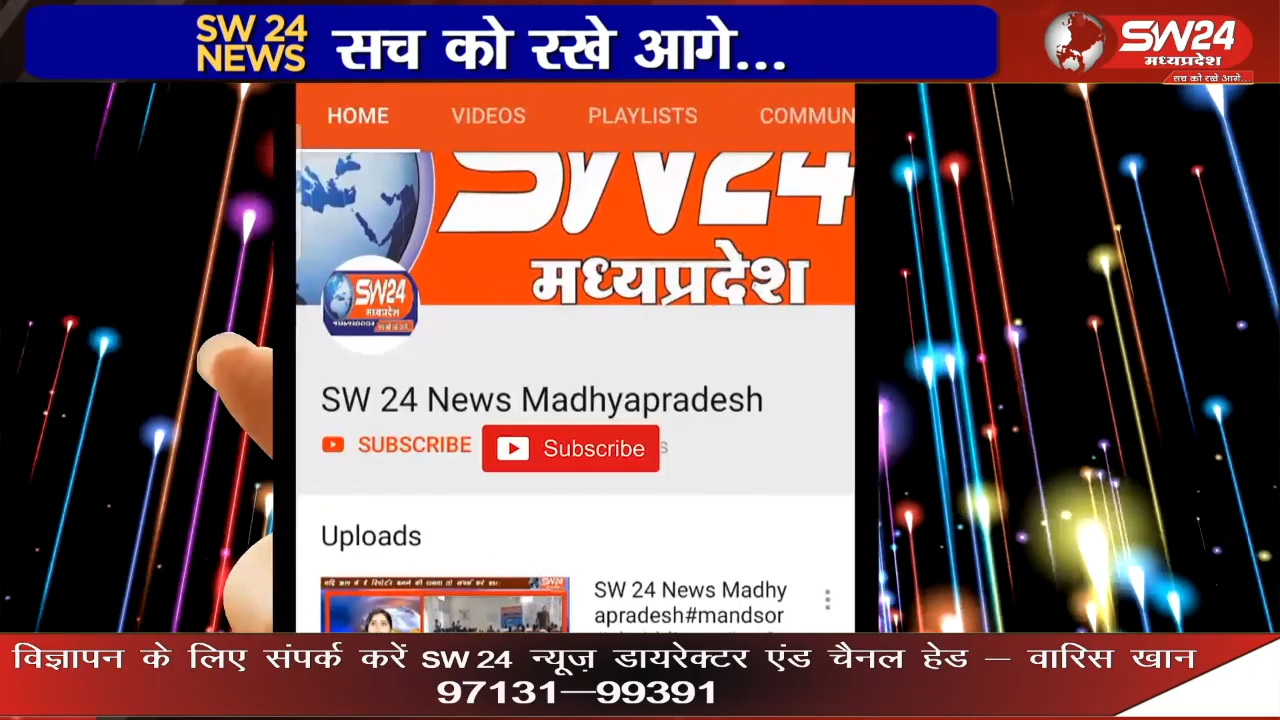 SW 24
NEWS
सच को रखे आगे...
SW24
मध्यप्रदेश
सच को रखे आगे...
HOME VIDEOS PLAYLISTS COMMUN
SW24
मध्यप्रदेश
SW24
मध्यप्रदेश
SW 24 News Madhyapradesh
SUBSCRIBE
Subscribe
s
Uploads
SW 24 News Madhy
apradesh#mandsor
विज्ञापन के लिए संपर्क करें SW 24 न्यूज़ डायरेक्टर एंड चैनल हेड – वारिस खान
97131–99391